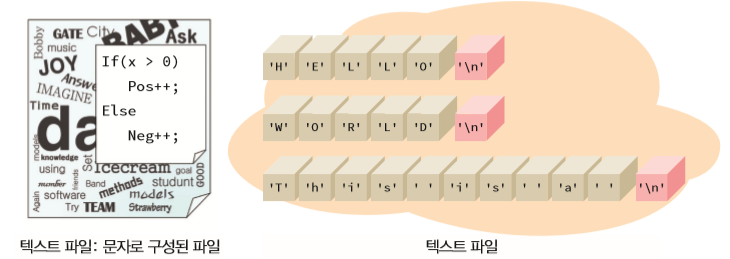 Bobby GATE City BABY Ask
music
JOY
Answe
IMAGINE
Time
da
If(x > 0)
Pos++;
Else
Neg++;
models
knowledge
using
number
friends
Set
Icecream
goal
GOOD
Band
methods
studunt
Again
software
models
Try TEAM Strawberry
텍스트 파일: 문자로 구성된 파일
'H' 'E' 'L' 'L' 'O' '\n'
'W' 'O' 'R' 'L' 'D' '\n'
'T' 'h' 'i' 's' ' ' 'i' 's' ' ' 'a' ' ' '\n'
텍스트 파일